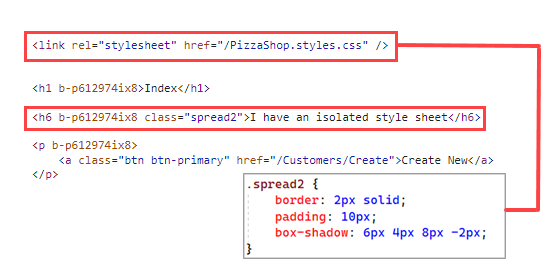 <link rel="stylesheet" href="/PizzaShop.styles.css" />
<h1 b-p612974ix8>Index</h1>
<h6 b-p612974ix8 class="spread2">I have an isolated style sheet</h6>
<p b-p612974ix8>
    <a class="btn btn-primary" href="/Customers/Create">Create New</a>
</p>
.spread2 {
    border: 2px solid;
    padding: 10px;
    box-shadow: 6px 4px 8px -2px;
}